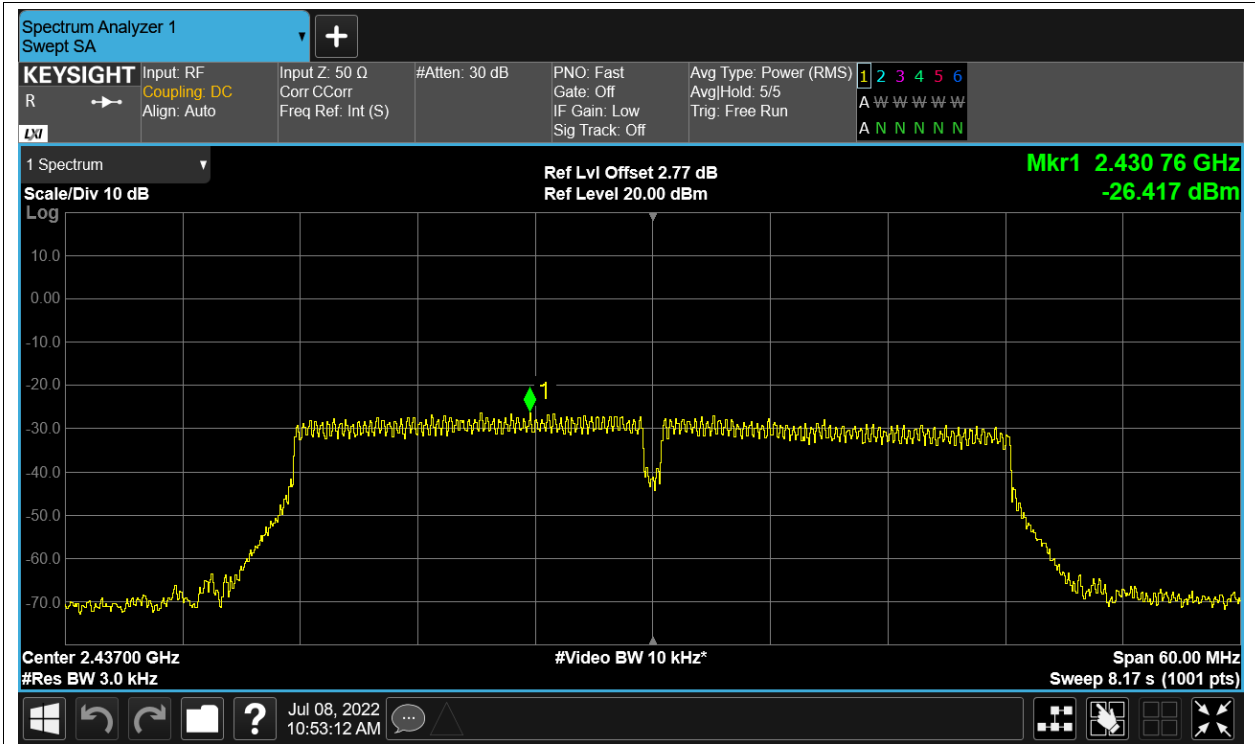 Spectrum Analyzer 1
Swept SA
KEYSIGHT
R
LXI
Input: RF
Coupling: DC
Align: Auto
Input Z: 50 Ω
Corr CCorr
Freq Ref: Int (S)
#Atten: 30 dB
PNO: Fast
Gate: Off
IF Gain: Low
Sig Track: Off
Avg Type: Power (RMS)
Avg|Hold: 5/5
Trig: Free Run
1 2 3 4 5 6
A W W W W W
A N N N N N
1 Spectrum
Scale/Div 10 dB
Log
Ref Lvl Offset 2.77 dB
Ref Level 20.00 dBm
Mkr1 2.430 76 GHz
-26.417 dBm
10.0
0.00
-10.0
-20.0
-30.0
-40.0
-50.0
-60.0
-70.0
1
Center 2.43700 GHz
#Res BW 3.0 kHz
#Video BW 10 kHz*
Span 60.00 MHz
Sweep 8.17 s (1001 pts)
?
Jul 08, 2022
10:53:12 AM